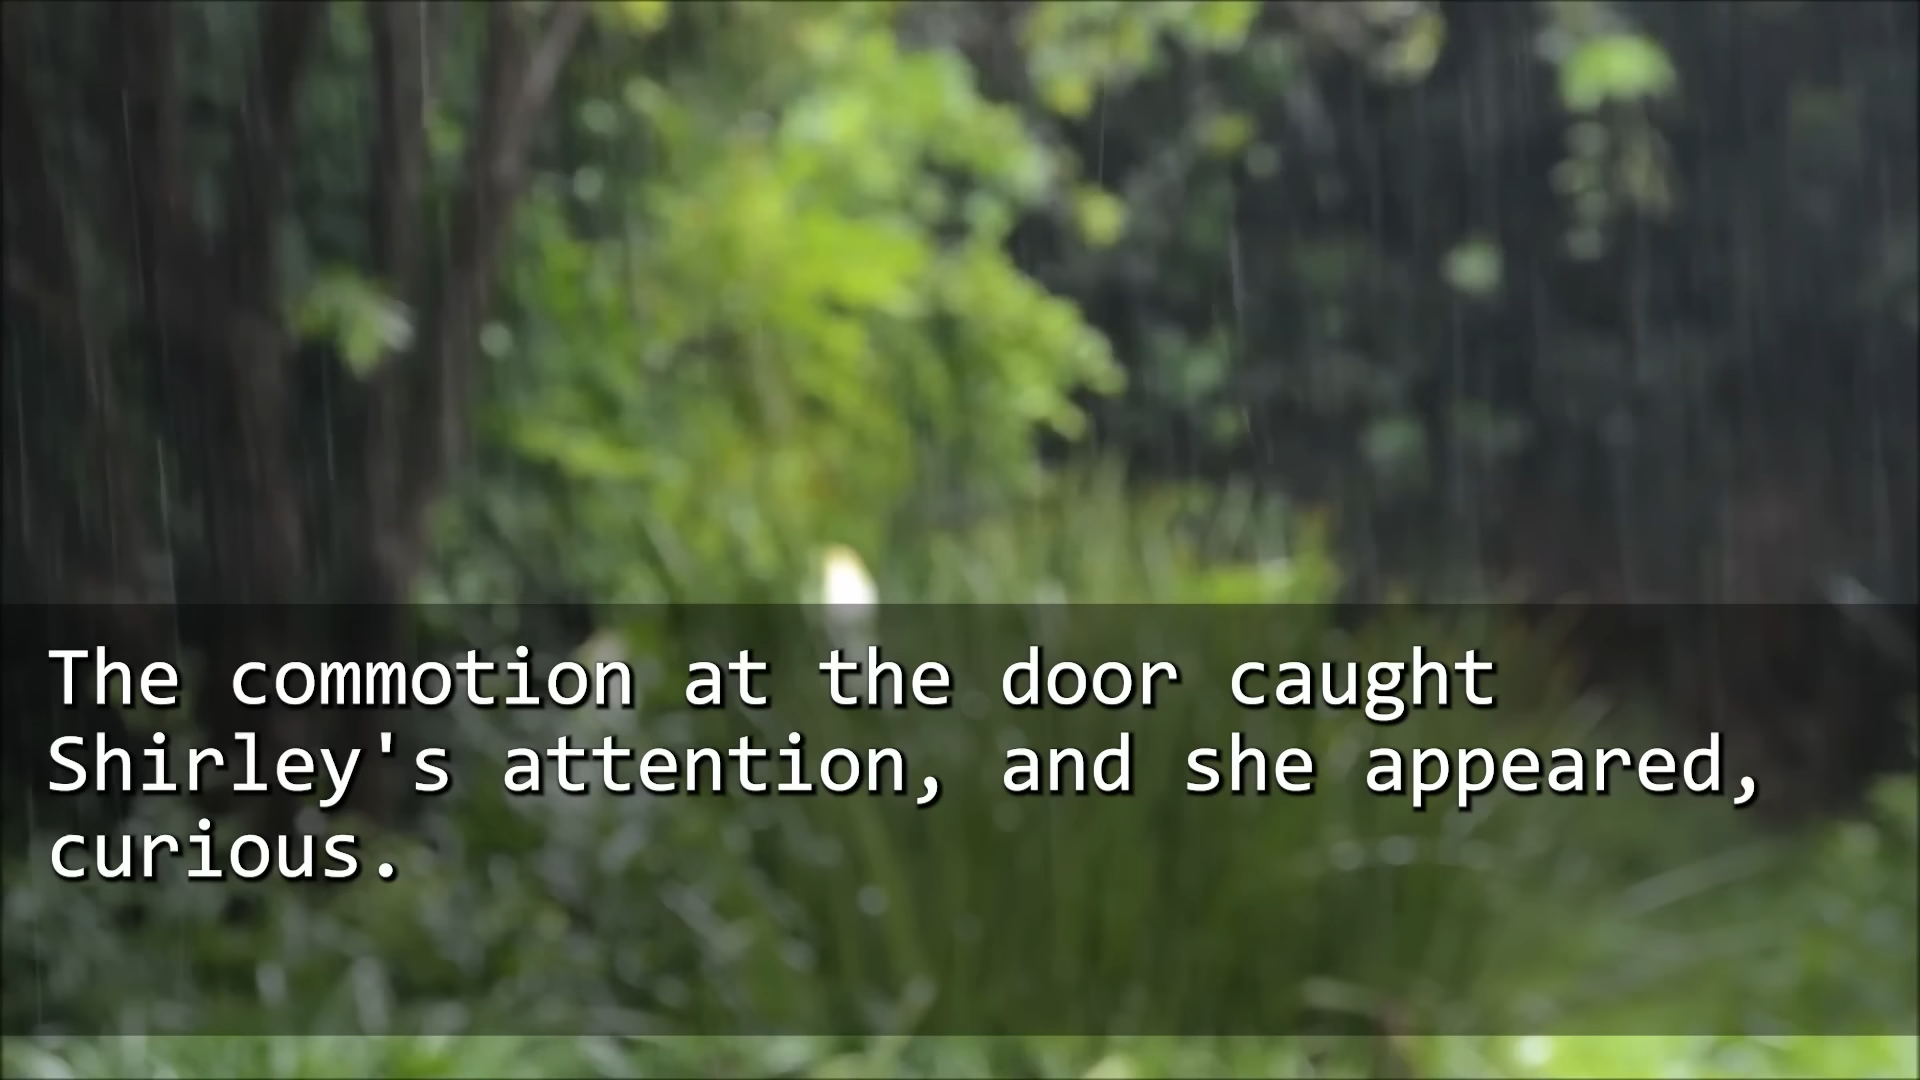 The commotion at the door caught
Shirley's attention, and she appeared,
curious.